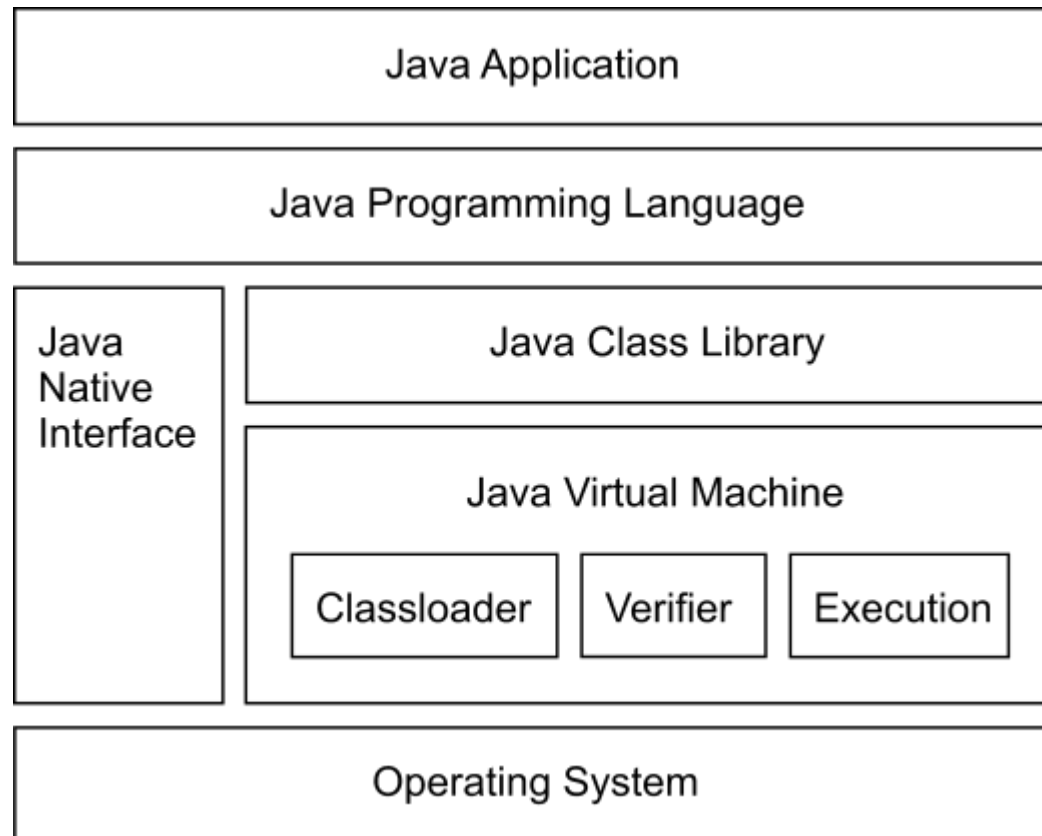 Java Application
Java Programming Language
Java
Native
Interface
Java Class Library
Java Virtual Machine
Classloader
Verifier
Execution
Operating System